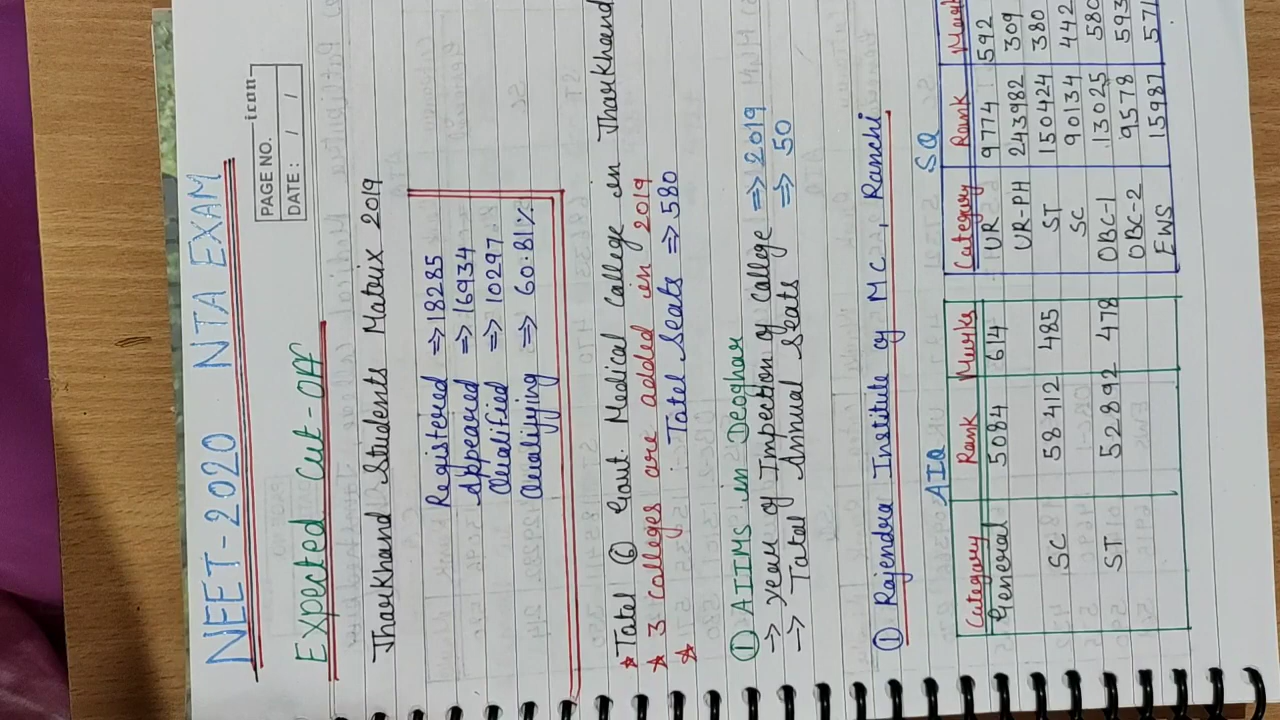 NEET-2020 NTA EXAM
icon
PAGE NO.
DATE: / /
Expected Cut-Off
Jharkhand Students Matrix 2019
Registered ⇒ 18285
Appeared ⇒ 16934
Qualified ⇒ 10297
Qualifying ⇒ 60.81%
★ Total ⑥ Govt. Medical College in Jharkhand
★ 3 Colleges are added in 2019
★ Total Seats ⇒ 580
① AIIMS in Deoghar
→ year of Inspection of College ⇒ 2019
→ Total Annual Seats ⇒ 50
① Rajendra Institute of MC, Ranchi
AIQ
Category Rank Marks
General 5084 614
SC 58412 485
ST 52892 478
SQ
Category Rank Mark
UR 9774 592
UR-PH 243982 309
ST 150424 380
SC 90134 442
OBC-1 13025 580
OBC-2 9578 593
EWS 15987 571